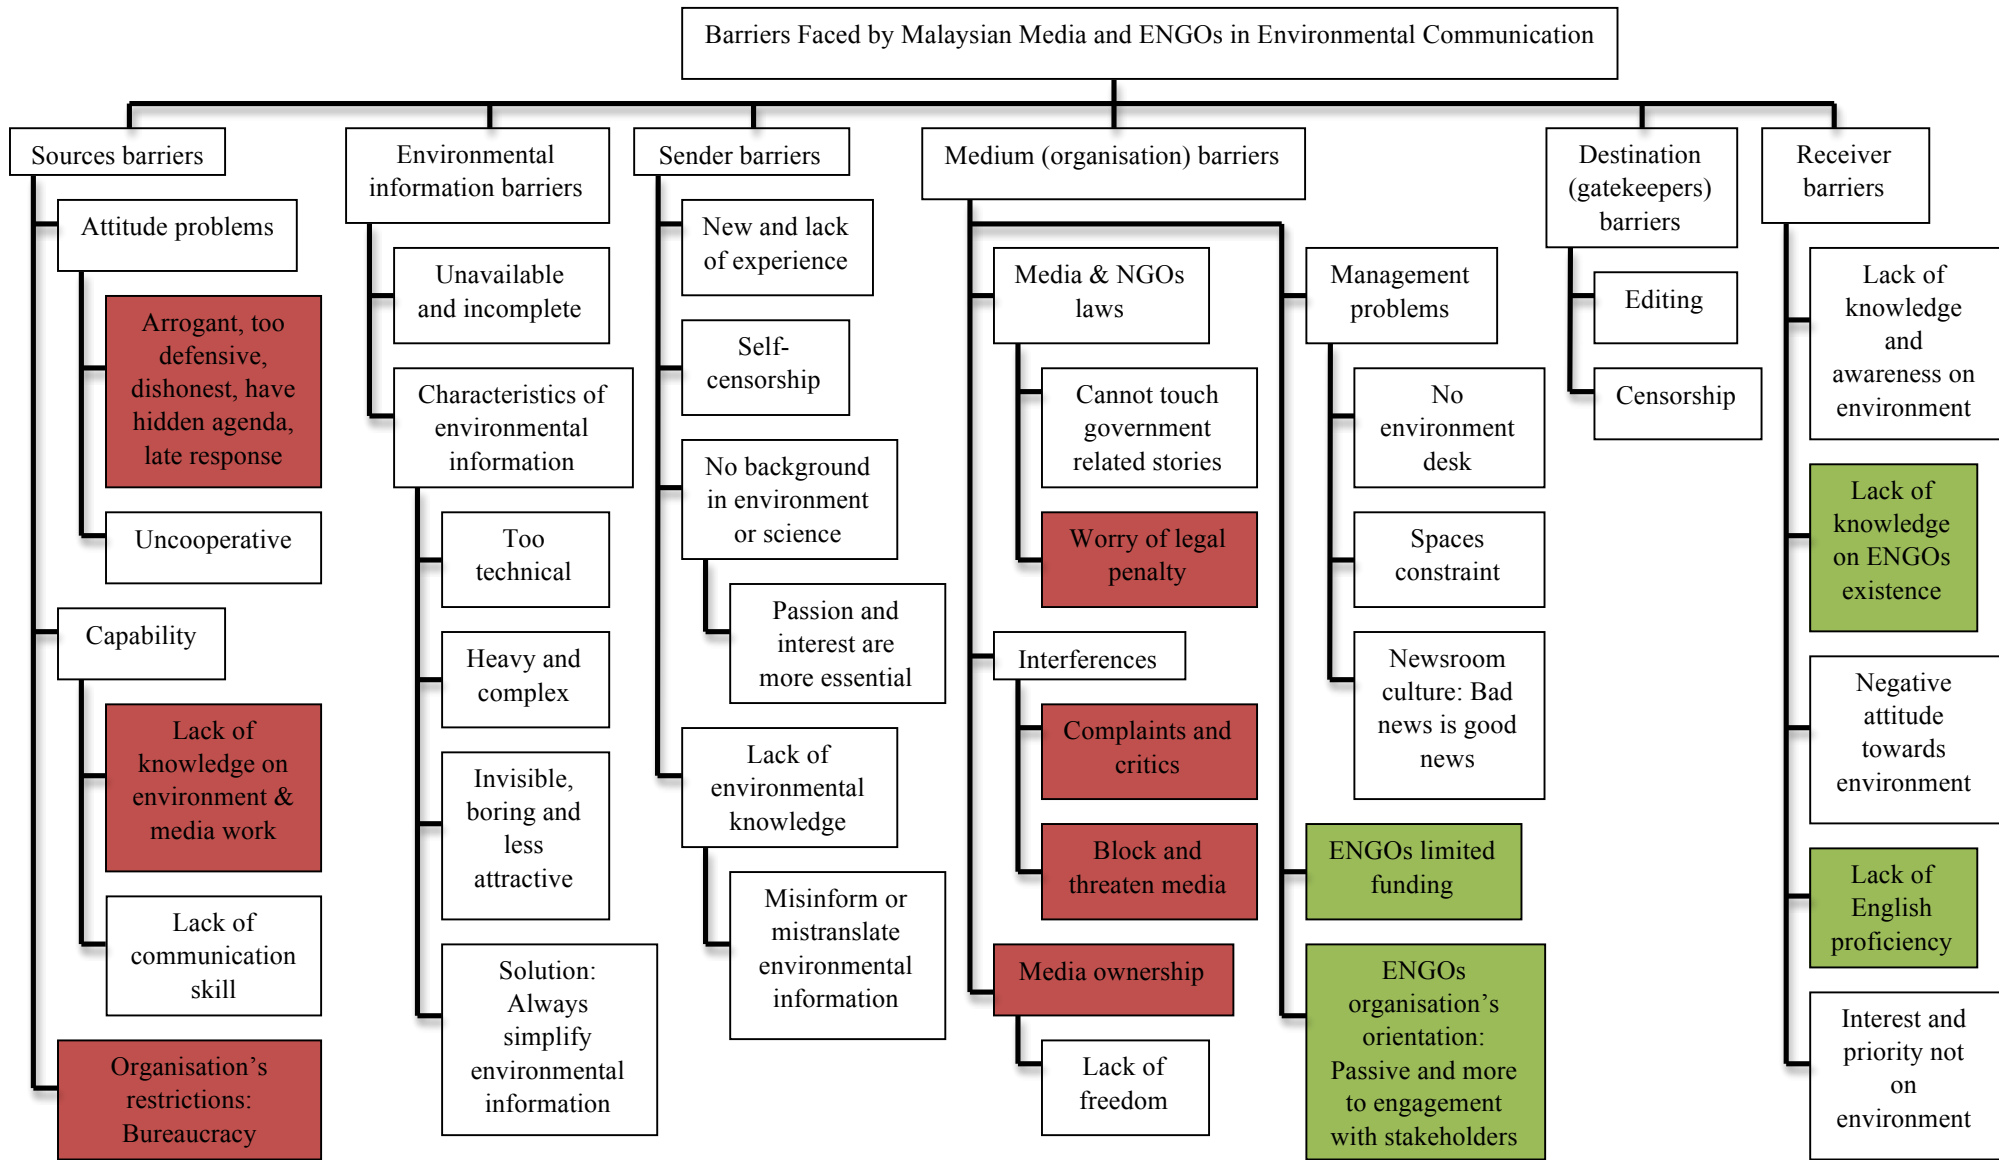 Barriers Faced by Malaysian Media and ENGOs in Environmental Communication
Sources barriers
Attitude problems
Arrogant, too
defensive,
dishonest, have
hidden agenda,
late response
Uncooperative
Capability
Lack of
knowledge on
environment &
media work
Lack of
communication
skill
Organisation’s
restrictions:
Bureaucracy
Environmental
information barriers
Unavailable
and incomplete
Characteristics of
environmental
information
Too
technical
Heavy and
complex
Invisible,
boring and
less
attractive
Solution:
Always
simplify
environmental
information
Sender barriers
New and lack
of experience
Self-
censorship
No background
in environment
or science
Passion and
interest are
more essential
Lack of
environmental
knowledge
Misinform or
mistranslate
environmental
information
Medium (organisation) barriers
Media & NGOs
laws
Cannot touch
government
related stories
Worry of legal
penalty
Interferences
Complaints and
critics
Block and
threaten media
Media ownership
Lack of
freedom
Management
problems
No
environment
desk
Spaces
constraint
Newsroom
culture: Bad
news is good
news
ENGOs limited
funding
ENGOs
organisation’s
orientation:
Passive and more
to engagement
with stakeholders
Destination
(gatekeepers)
barriers
Editing
Censorship
Receiver
barriers
Lack of
knowledge
and
awareness on
environment
Lack of
knowledge
on ENGOs
existence
Negative
attitude
towards
environment
Lack of
English
proficiency
Interest and
priority not
on
environment